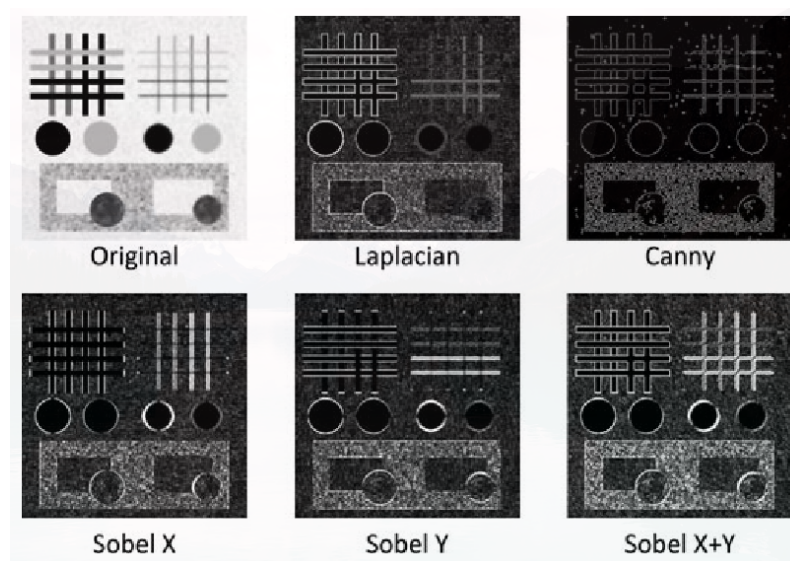 Original
Laplacian
Canny
Sobel X
Sobel Y
Sobel X+Y